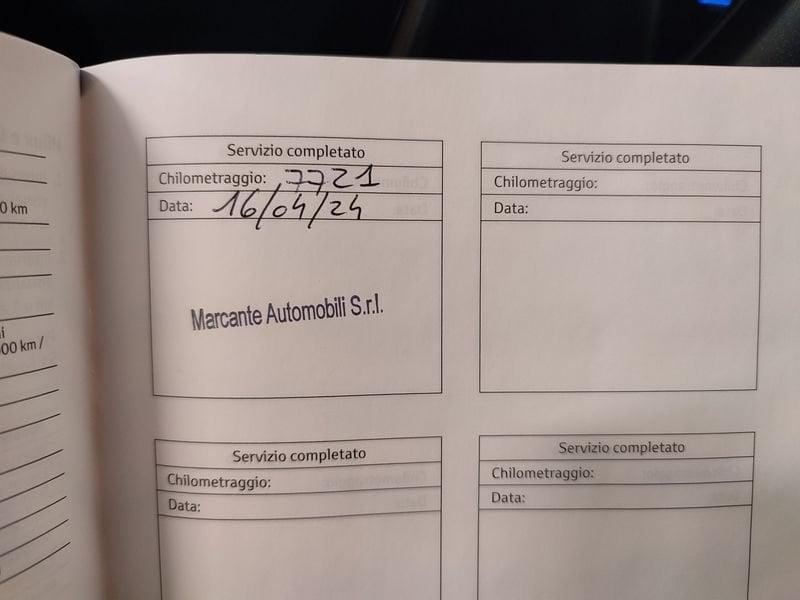 0 km
i
00 km /
Servizio completato
Chilometraggio: 7721
Data: 16/04/24
Marcante Automobili S.r.l.
Servizio completato
Chilometraggio:
Data:
Servizio completato
Chilometraggio:
Data:
Servizio completato
Chilometraggio:
Data: